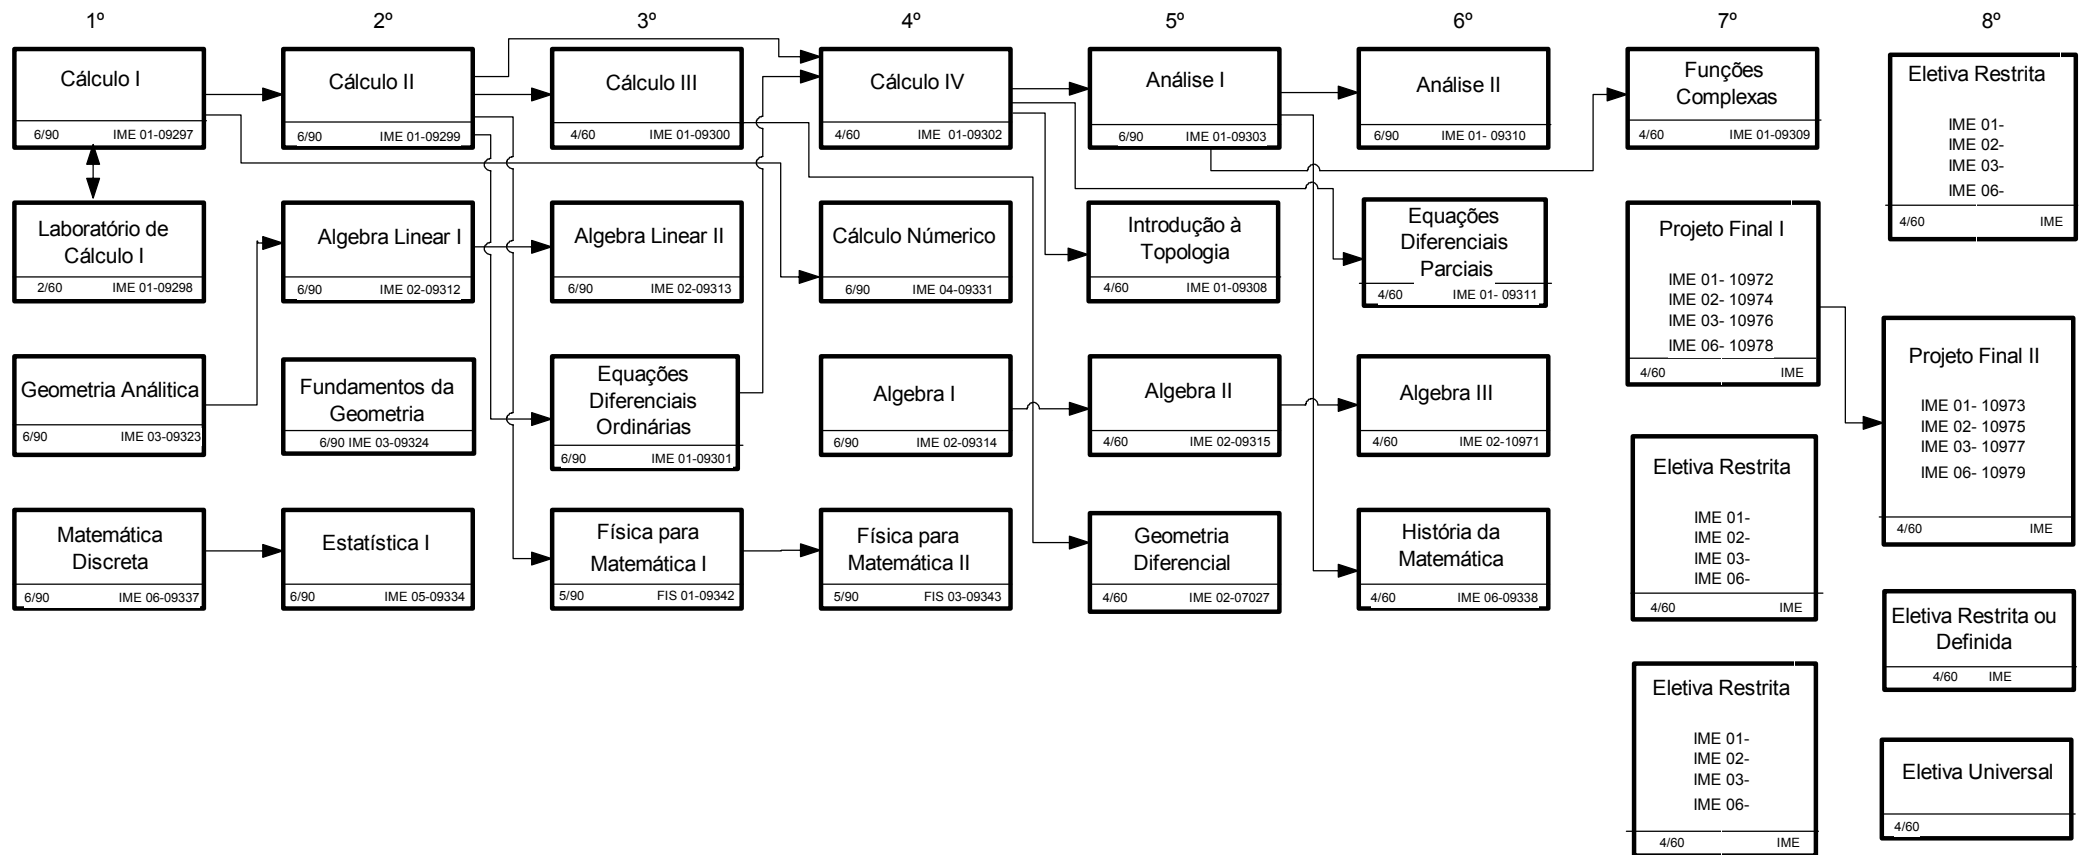 1º 2º 3º 4º 5º 6º 7º 8º
Cálculo I
6/90 IME 01-09297
Laboratório de
Cálculo I
2/60 IME 01-09298
Geometria Análitica
6/90 IME 03-09323
Matemática
Discreta
6/90 IME 06-09337
Cálculo II
6/90 IME 01-09299
Algebra Linear I
6/90 IME 02-09312
Fundamentos da
Geometria
6/90 IME 03-09324
Estatística I
6/90 IME 05-09334
Cálculo III
4/60 IME 01-09300
Algebra Linear II
6/90 IME 02-09313
Equações
Diferenciais
Ordinárias
6/90 IME 01-09301
Física para
Matemática I
5/90 FIS 01-09342
Cálculo IV
4/60 IME 01-09302
Cálculo Númerico
6/90 IME 04-09331
Algebra I
6/90 IME 02-09314
Física para
Matemática II
5/90 FIS 03-09343
Análise I
6/90 IME 01-09303
Introdução à
Topologia
4/60 IME 01-09308
Algebra II
4/60 IME 02-09315
Geometria
Diferencial
4/60 IME 02-07027
Análise II
6/90 IME 01- 09310
Equações
Diferenciais
Parciais
4/60 IME 01- 09311
Algebra III
4/60 IME 02-10971
História da
Matemática
4/60 IME 06-09338
Funções
Complexas
4/60 IME 01-09309
Projeto Final I
IME 01- 10972
IME 02- 10974
IME 03- 10976
IME 06- 10978
4/60 IME
Eletiva Restrita
IME 01-
IME 02-
IME 03-
IME 06-
4/60 IME
Eletiva Restrita
IME 01-
IME 02-
IME 03-
IME 06-
4/60 IME
Eletiva Restrita
IME 01-
IME 02-
IME 03-
IME 06-
4/60 IME
Projeto Final II
IME 01- 10973
IME 02- 10975
IME 03- 10977
IME 06- 10979
4/60 IME
Eletiva Restrita ou
Definida
4/60 IME
Eletiva Universal
4/60